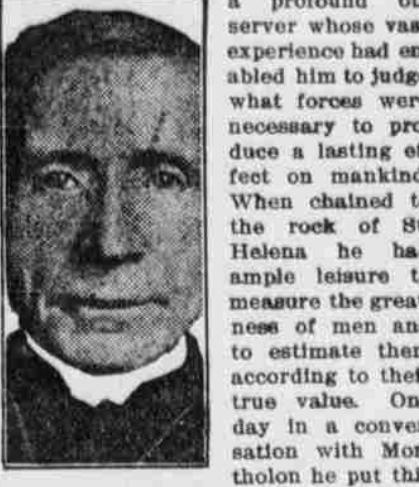 a profound ob
server whose vas
experience had en
abled him to judg
what forces wer
necessary to pro
duce a lasting ef
fect on mankind
When chained t
the rock of St
Helena he ha
ample leisure t
measure the great
ness of men an
to estimate them
according to thei
true value. On
day in a conver
sation with Mon
tholon he put thi